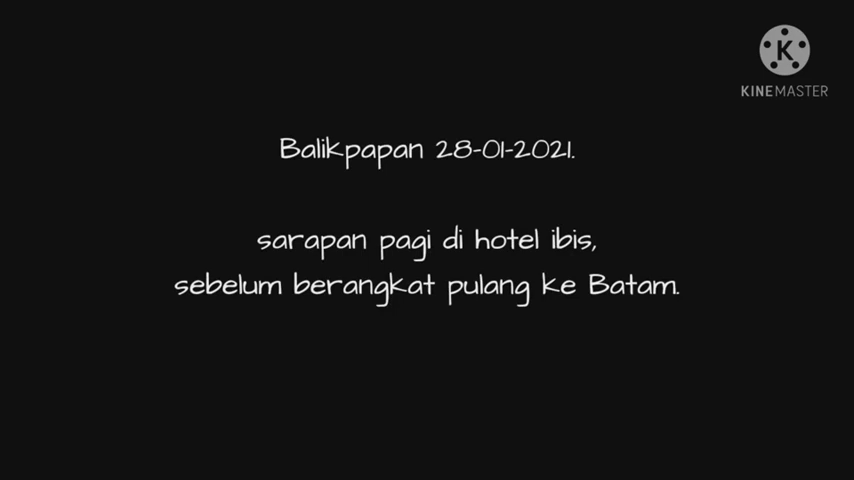 KINEMASTER
Balikpapan 28-01-2021.
sarapan pagi di hotel ibis,
sebelum berangkat pulang ke Batam.